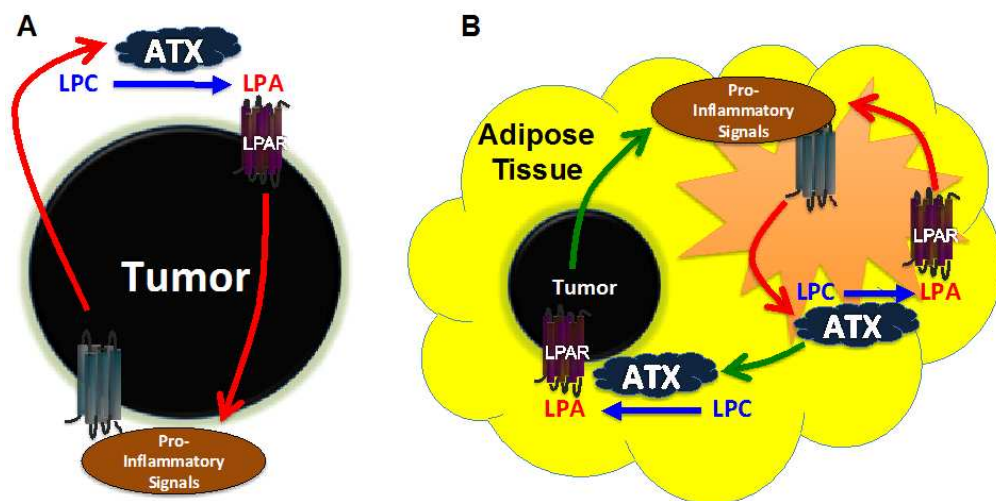 A
ATX
LPC
LPA
LPAR
Tumor
Pro-
Inflammatory
Signals
B
Pro-
Inflammatory
Signals
Adipose
Tissue
LPAR
Tumor
LPC
LPA
ATX
LPAR
ATX
LPA
LPC